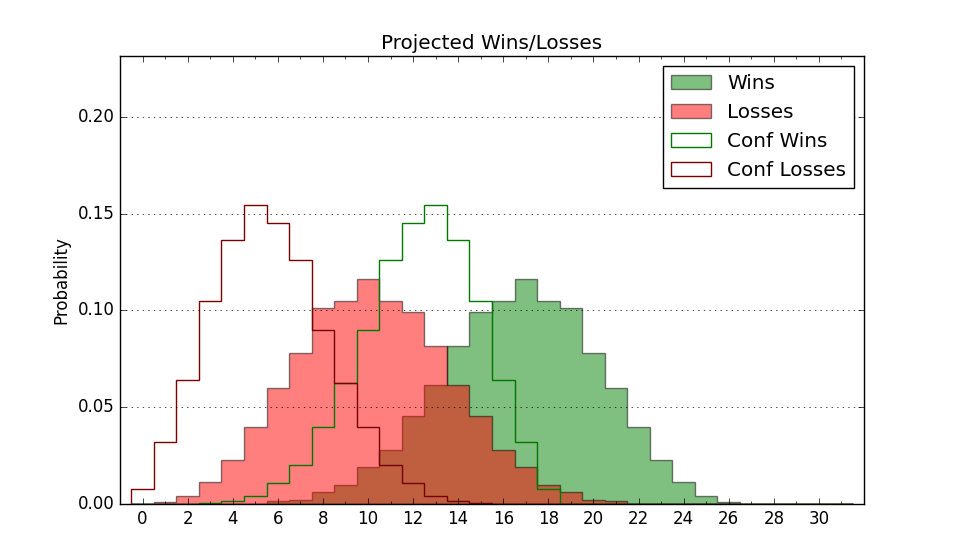 Projected Wins/Losses
Wins
Losses
Conf Wins
Conf Losses
Probability
0.20
0.15
0.10
0.05
0.00
0 2 4 6 8 10 12 14 16 18 20 22 24 26 28 30